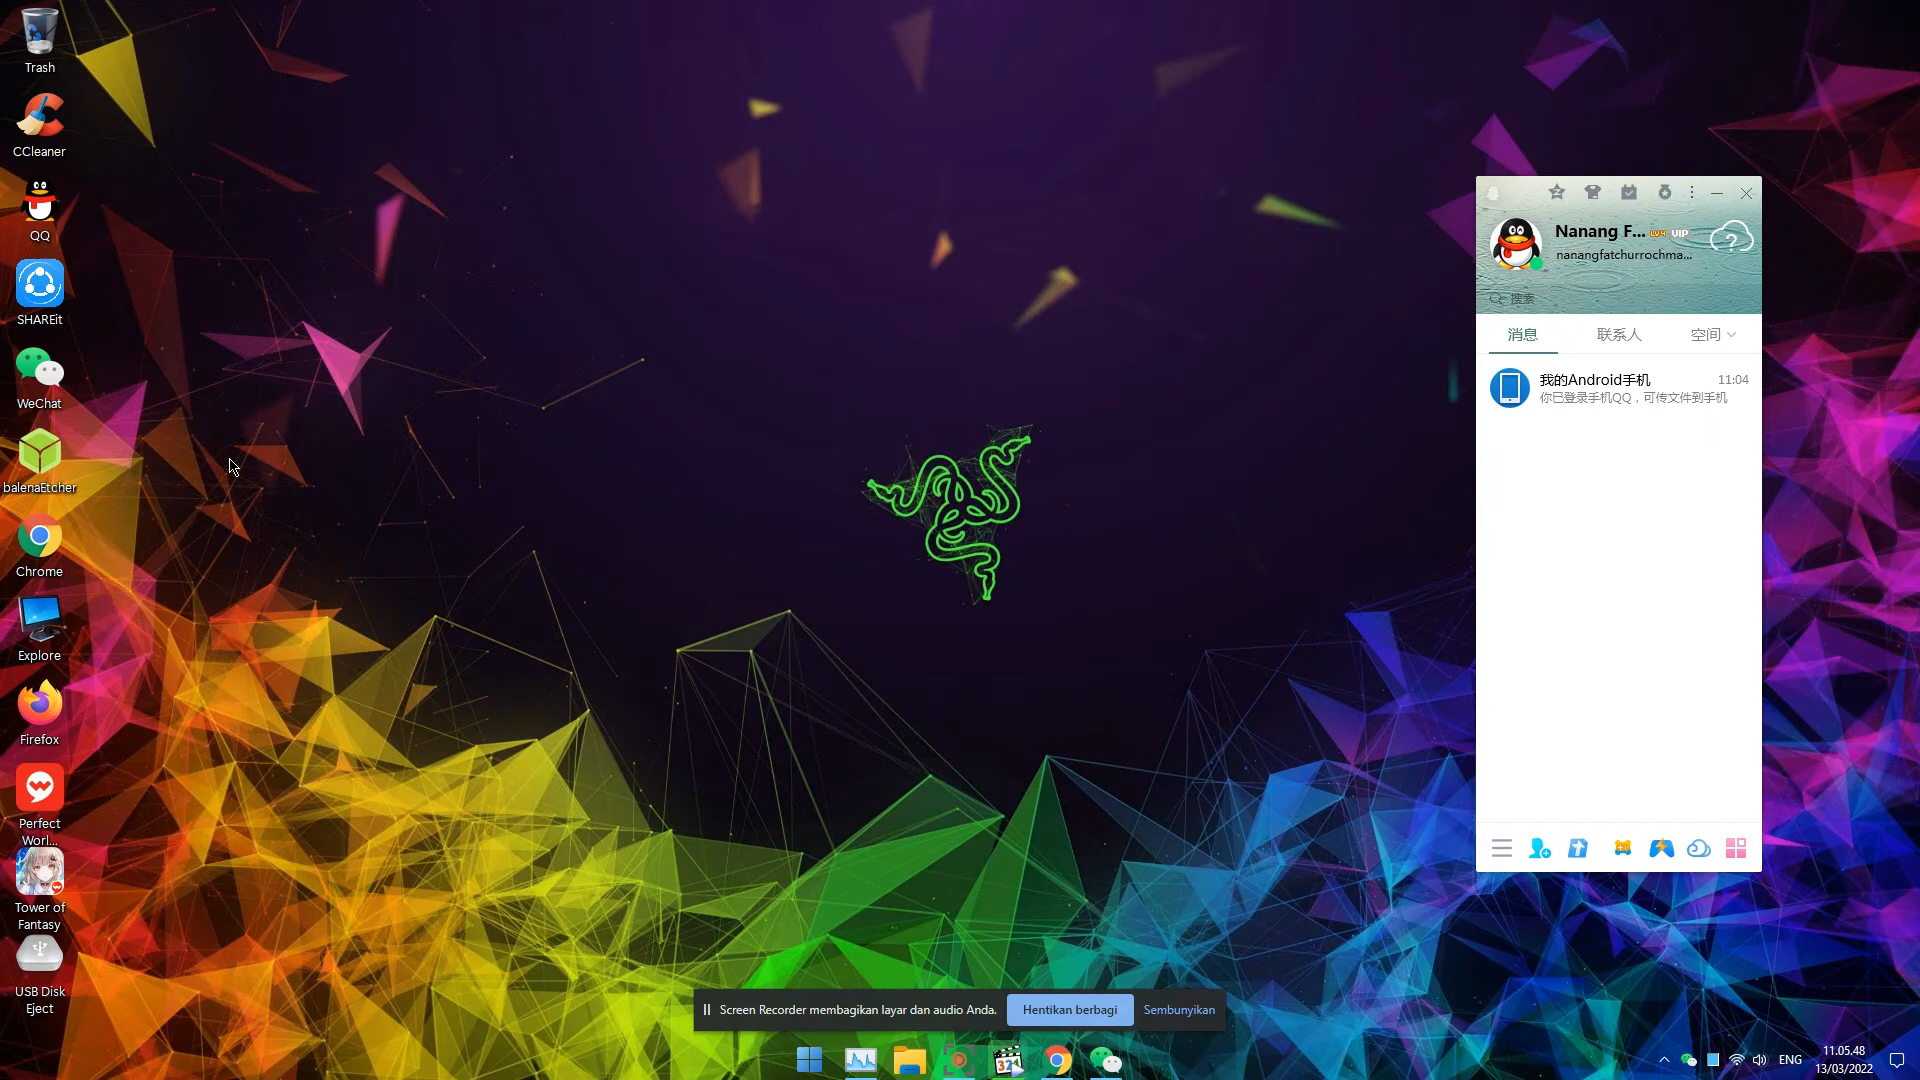 Trash
CCleaner
QQ
SHAREit
WeChat
balenaEtcher
Chrome
Explore
Firefox
Perfect
Worl...
Tower of
Fantasy
USB Disk
Eject
Nanang F... LV4! VIP
nanangfatchurrochma...
搜索
消息 联系人 空间
我的Android手机 11:04
你已登录手机QQ，可传文件到手机
Screen Recorder membagikan layar dan audio Anda. Hentikan berbagi Sembunyikan
321
ENG
11.05.48
13/03/2022